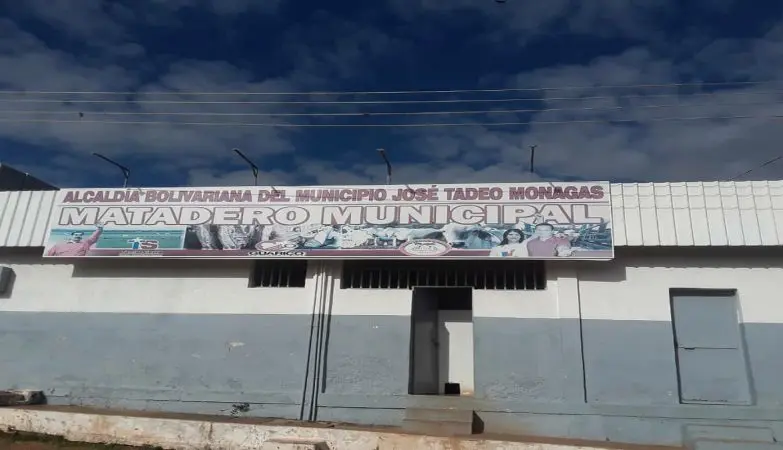 ALCALDÍA BOLIVARIANA DEL MUNICIPIO JOSÉ TADEO MONAGAS
MATADERO MUNICIPAL
GUÁRICO